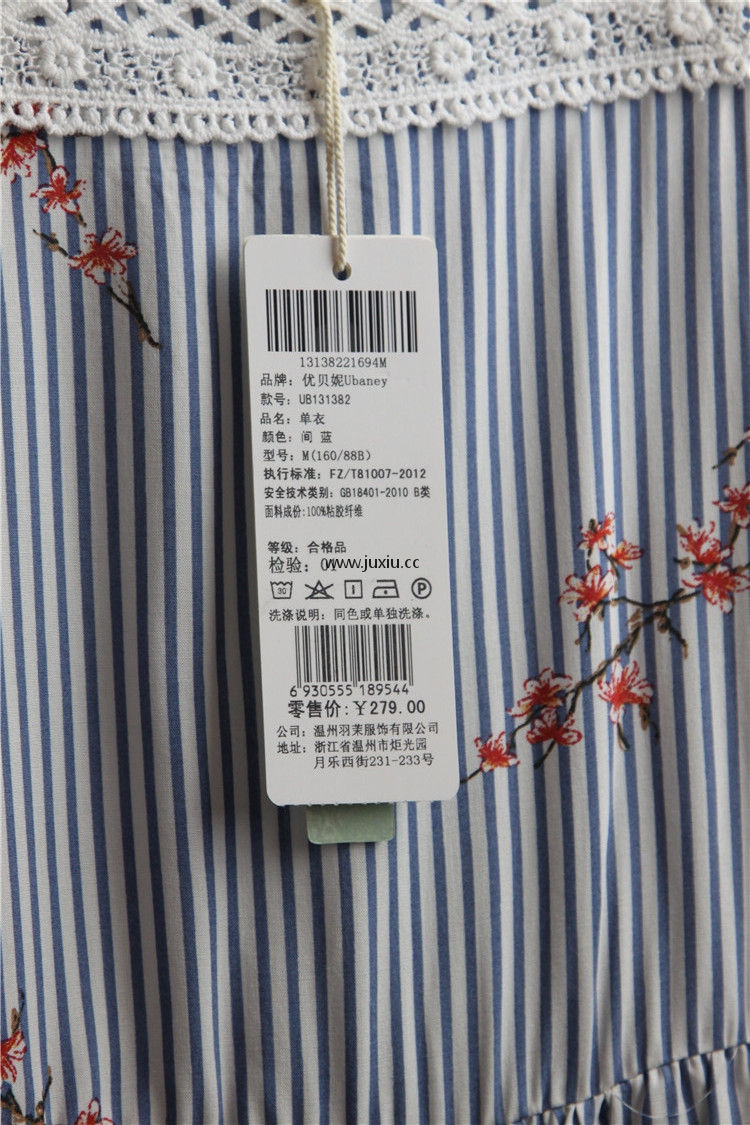 13138221694M
品牌：优贝妮Ubaney
款号：UB131382
品名：单衣
颜色：间 蓝
型号：M(160/88B)
执行标准：FZ/T81007-2012
安全技术类别：GB18401-2010 B类
面料成份:100%粘胶纤维
等级：合格品
检验：
www.juxiu.cc
30
P
洗涤说明：同色或单独洗涤。
6 930555 189544
零售价:￥279.00
公司：温州羽茉服饰有限公司
地址：浙江省温州市炬光园
月乐西街231-233号